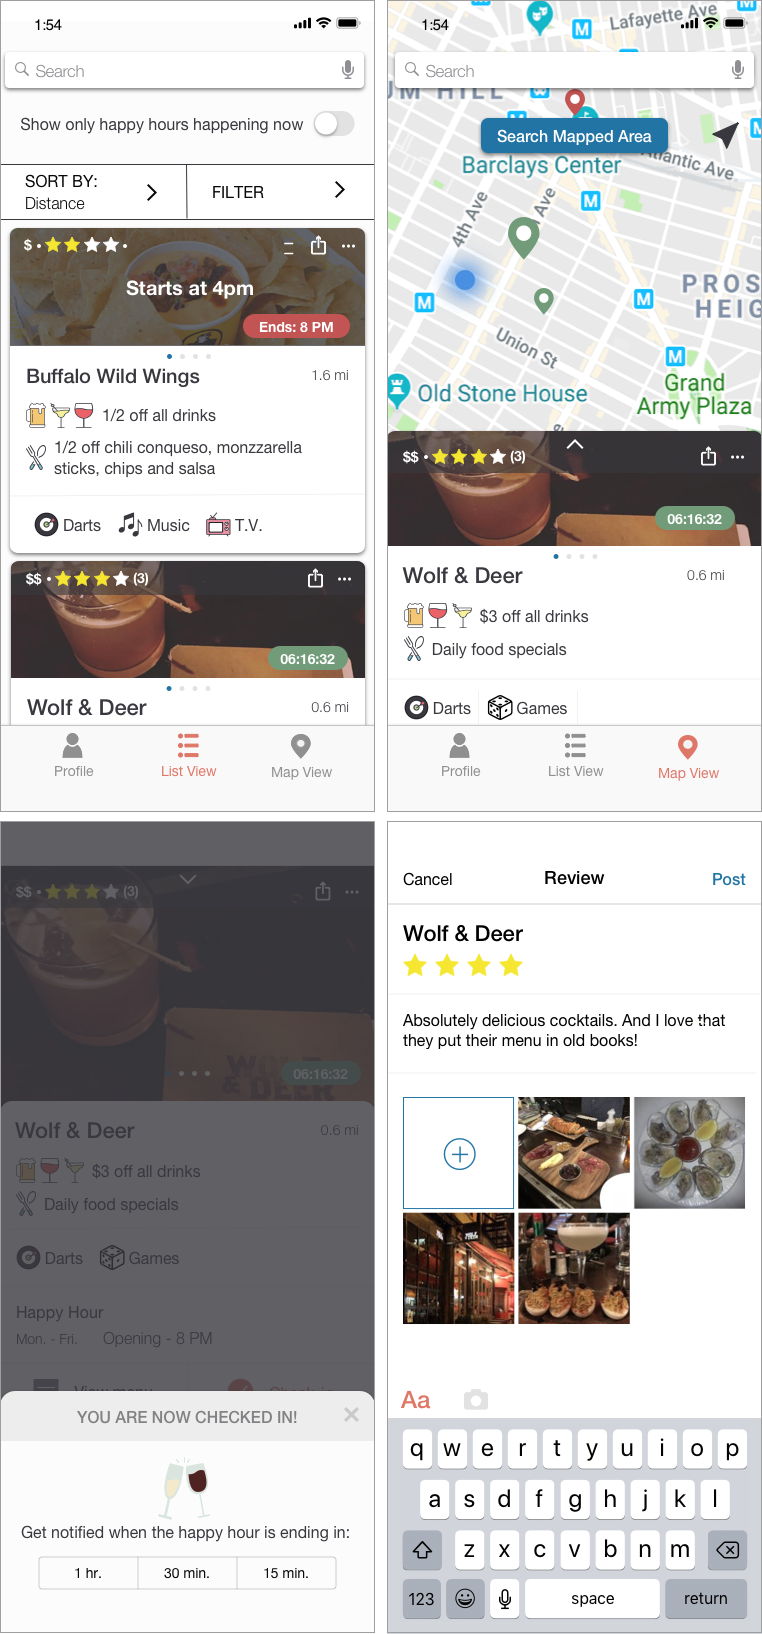 1:54
Search
Show only happy hours happening now
SORT BY:
Distance
FILTER
$
Starts at 4pm
Ends: 8 PM
Buffalo Wild Wings
1.6 mi
1/2 off all drinks
1/2 off chili conqueso, monzzarella
sticks, chips and salsa
Darts
Music
T.V.
$$ (3)
06:16:32
Wolf & Deer
0.6 mi
Profile
List View
Map View
1:54
Lafayette Ave
M
Search
UM HILL
Search Mapped Area
Atlantic Ave
Barclays Center
M
4th Ave
Ave
M
M
PROS
HEIG
Union St
M
Old Stone House
Grand
Army Plaza
$$ (3)
06:16:32
Wolf & Deer
0.6 mi
$3 off all drinks
Daily food specials
Darts
Games
Profile
List View
Map View
$$ (3)
WOLF
& DEER
06:16:32
Wolf & Deer
0.6 mi
$3 off all drinks
Daily food specials
Darts
Games
Happy Hour
Mon. - Fri. Opening - 8 PM
View menu
Check in
YOU ARE NOW CHECKED IN!
Get notified when the happy hour is ending in:
1 hr.
30 min.
15 min.
Cancel
Review
Post
Wolf & Deer
Absolutely delicious cocktails. And I love that
they put their menu in old books!
Aa
q w e r t y u i o p
a s d f g h j k l
z x c v b n m
123
space
return